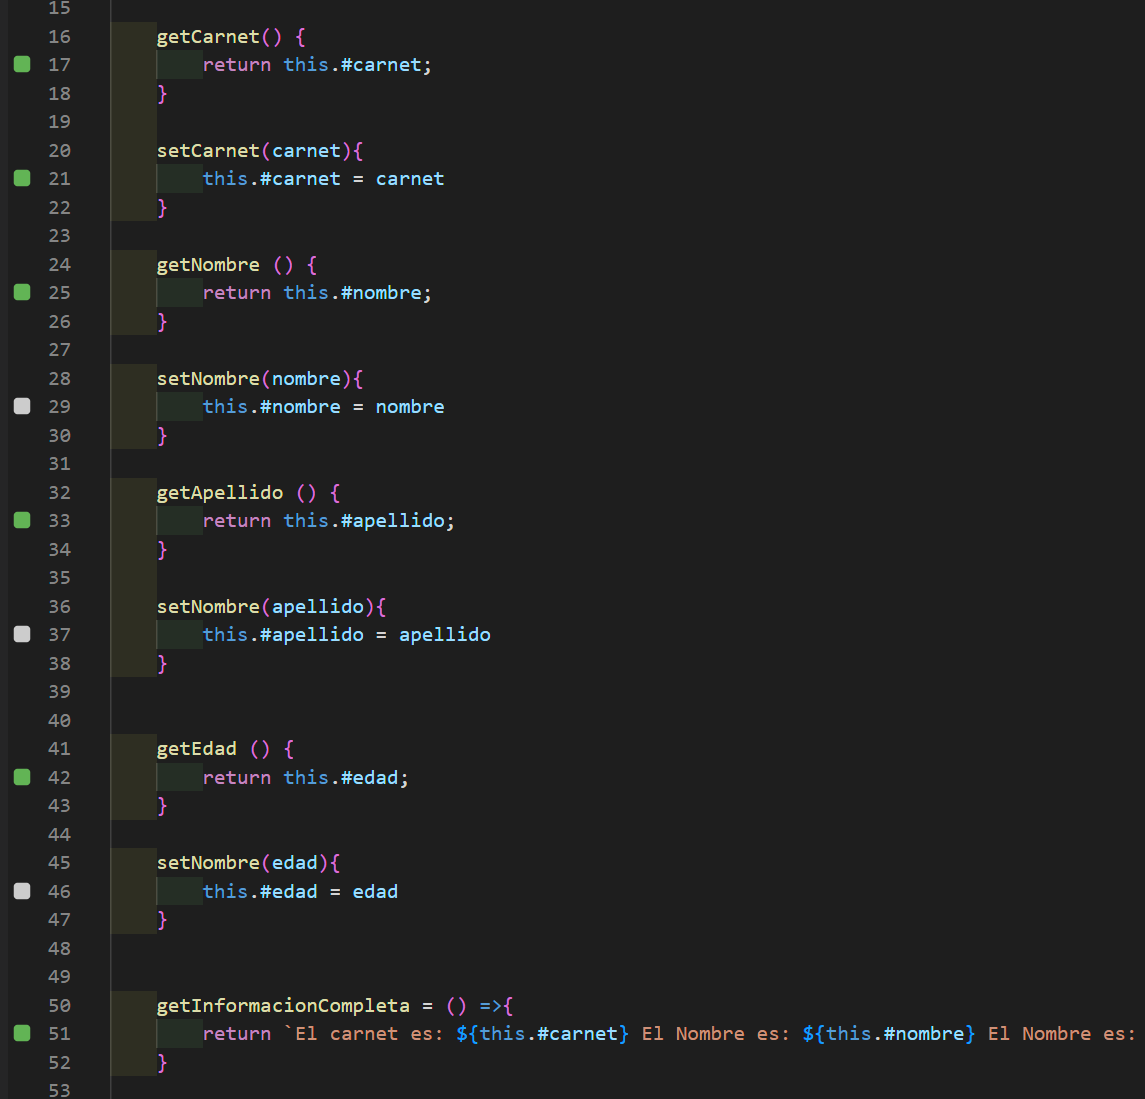 15
16 getCarnet() {
17 return this.#carnet;
18 }
19
20 setCarnet(carnet){
21 this.#carnet = carnet
22 }
23
24 getNombre () {
25 return this.#nombre;
26 }
27
28 setNombre(nombre){
29 this.#nombre = nombre
30 }
31
32 getApellido () {
33 return this.#apellido;
34 }
35
36 setNombre(apellido){
37 this.#apellido = apellido
38 }
39
40
41 getEdad () {
42 return this.#edad;
43 }
44
45 setNombre(edad){
46 this.#edad = edad
47 }
48
49
50 getInformacionCompleta = () =>{
51 return `El carnet es: ${this.#carnet} El Nombre es: ${this.#nombre} El Nombre es:
52 }
53